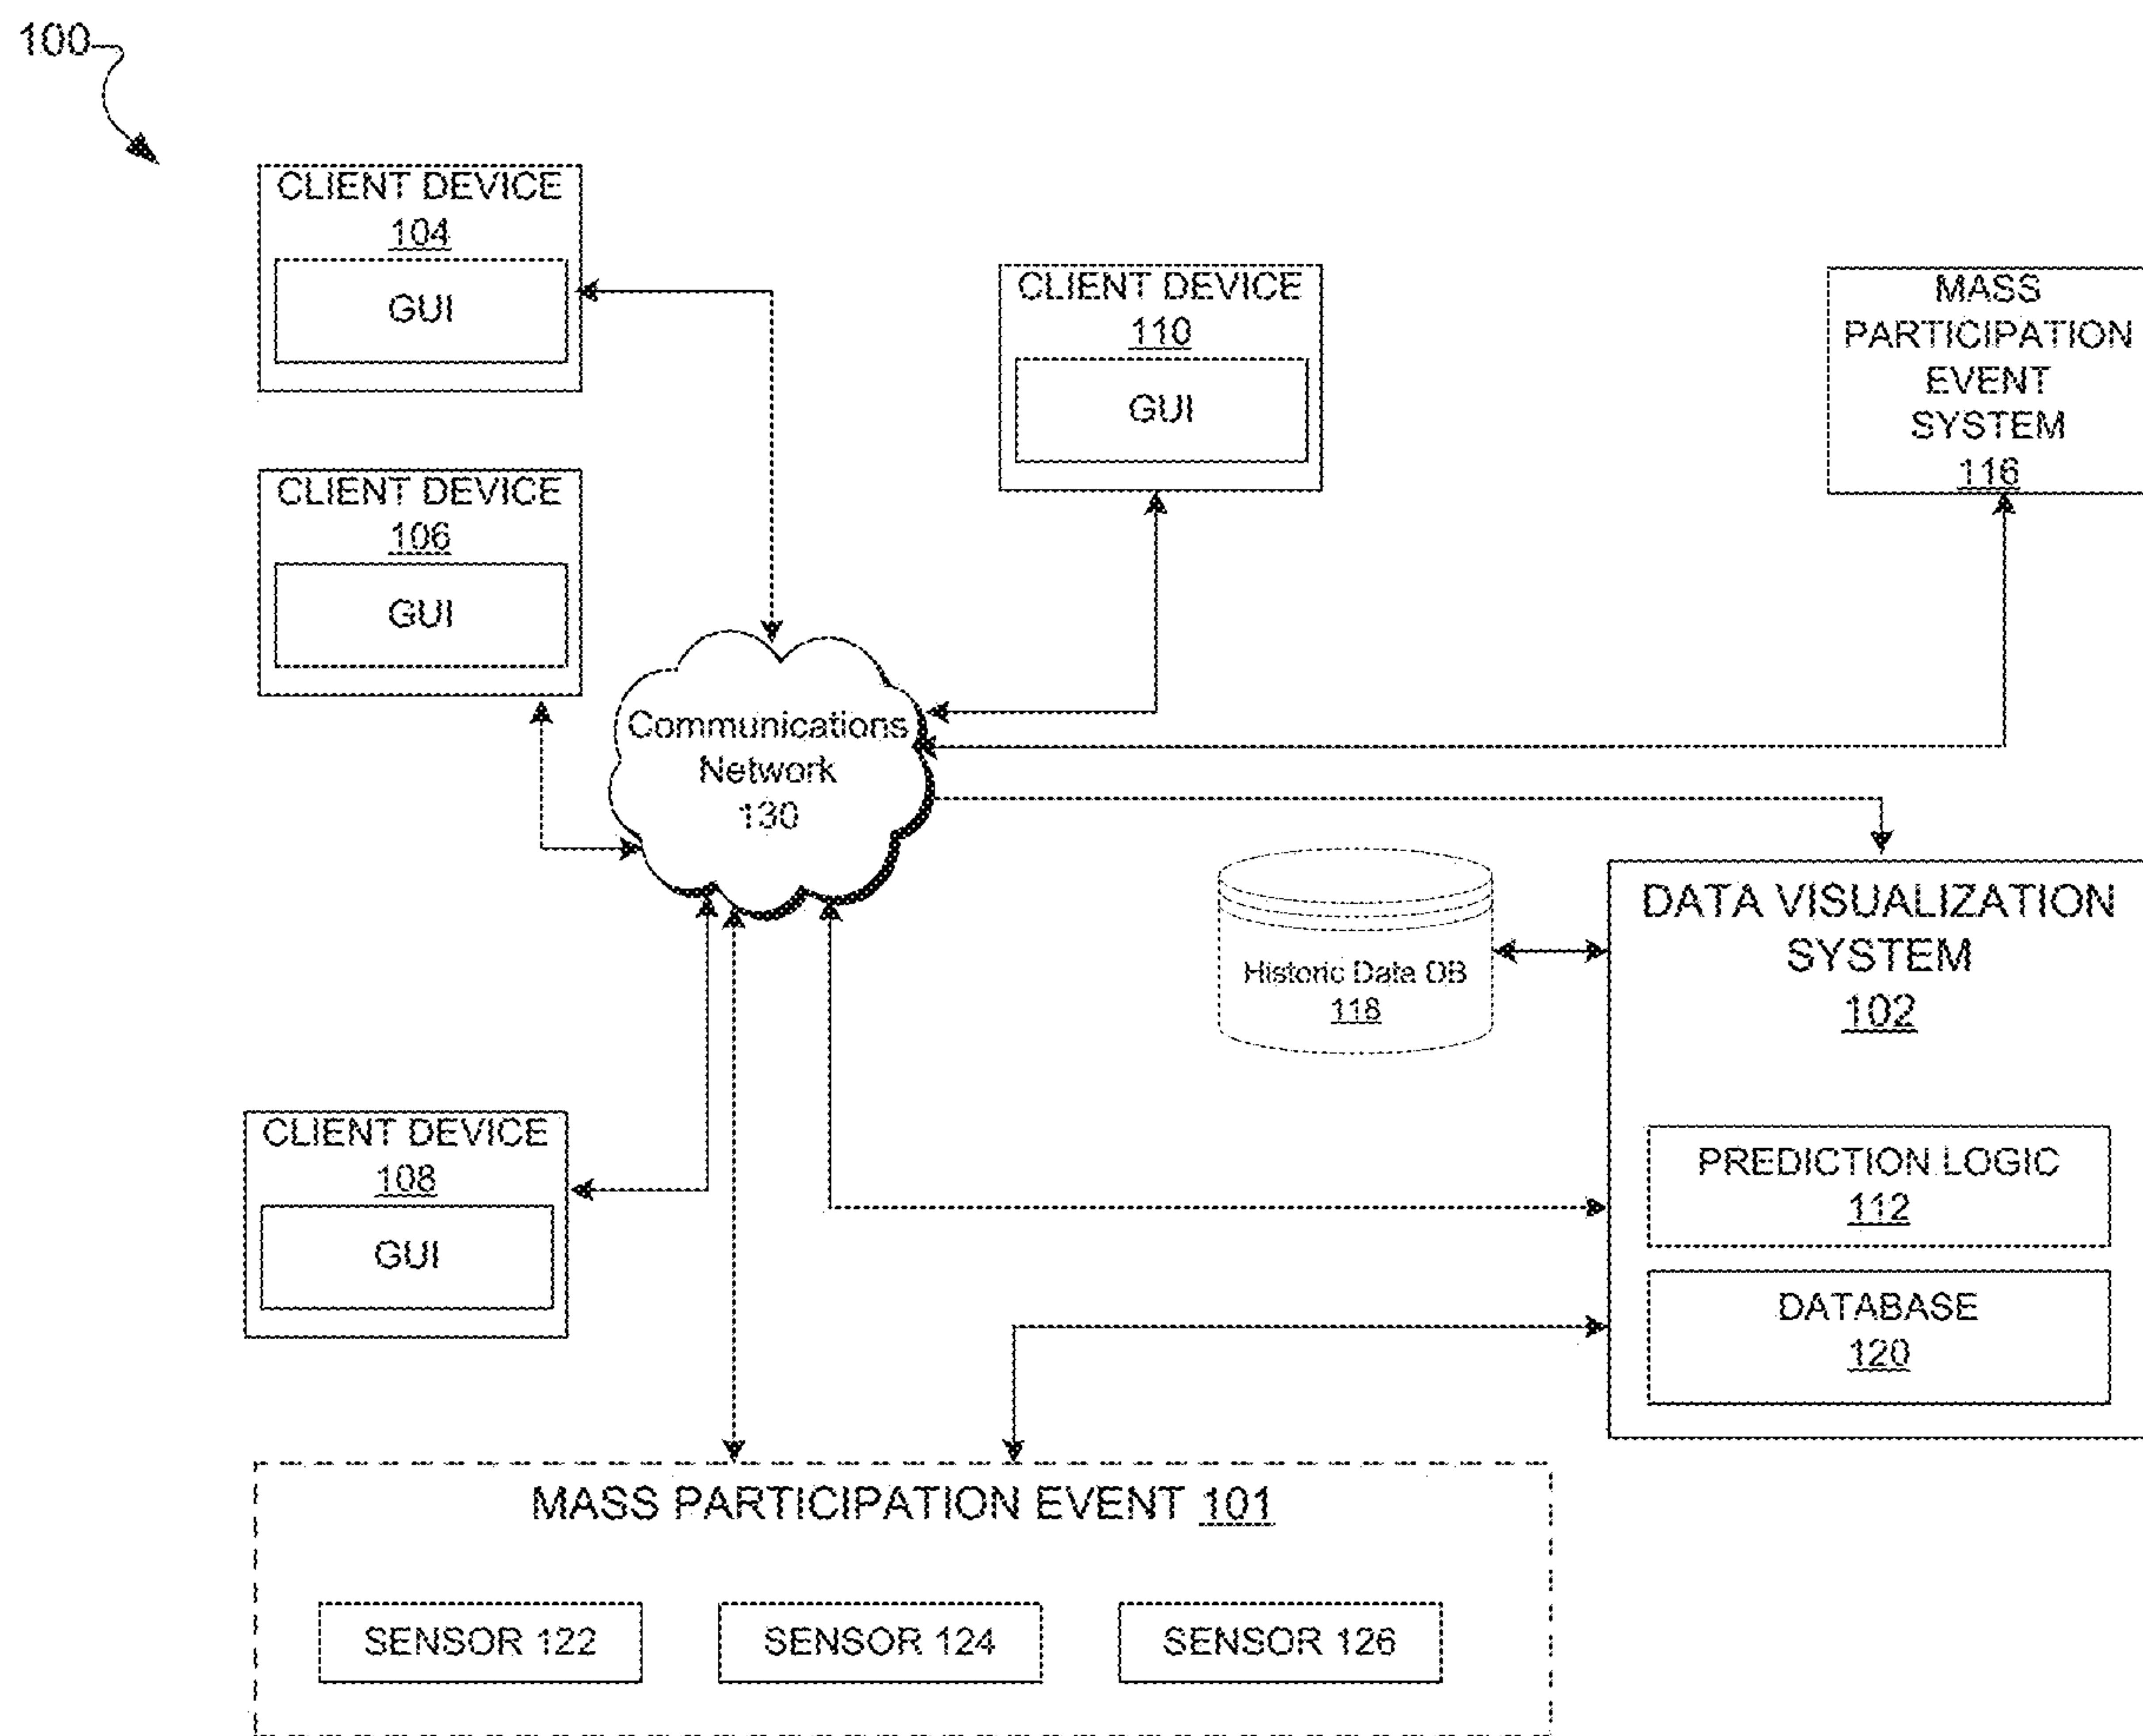 100
CLIENT DEVICE
104
GUI
CLIENT DEVICE
110
GUI
MASS
PARTICIPATION
EVENT
SYSTEM
116
CLIENT DEVICE
106
GUI
Communications
Network
130
DATA VISUALIZATION
SYSTEM
102
Historic Data DB
118
PREDICTION LOGIC
112
DATABASE
120
CLIENT DEVICE
108
GUI
MASS PARTICIPATION EVENT 101
SENSOR 122
SENSOR 124
SENSOR 126